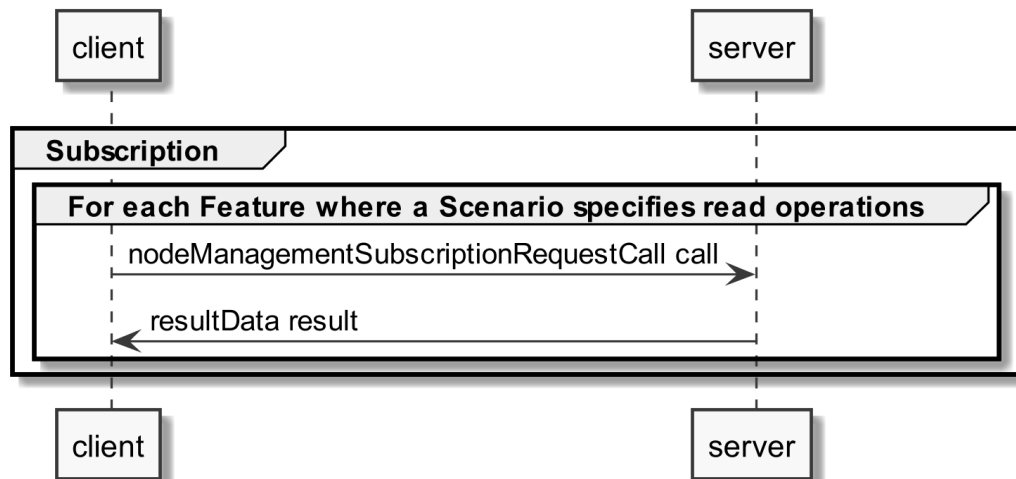 client
server
Subscription
For each Feature where a Scenario specifies read operations
nodeManagementSubscriptionRequestCall call
resultData result
client
server